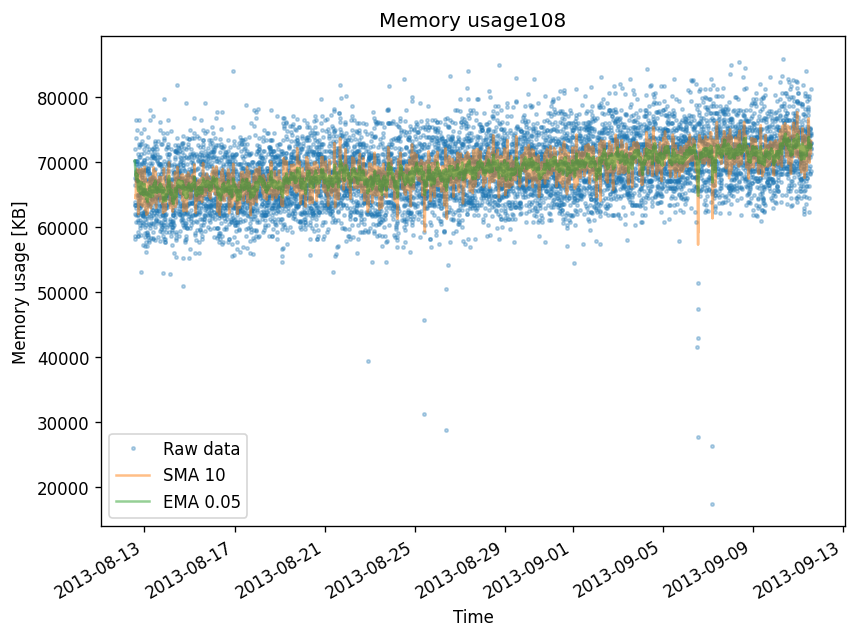 Memory usage108
Memory usage [KB]
80000
70000
60000
50000
40000
30000
20000
Raw data
SMA 10
EMA 0.05
2013-08-13
2013-08-17
2013-08-21
2013-08-25
2013-08-29
2013-09-01
2013-09-05
2013-09-09
2013-09-13
Time